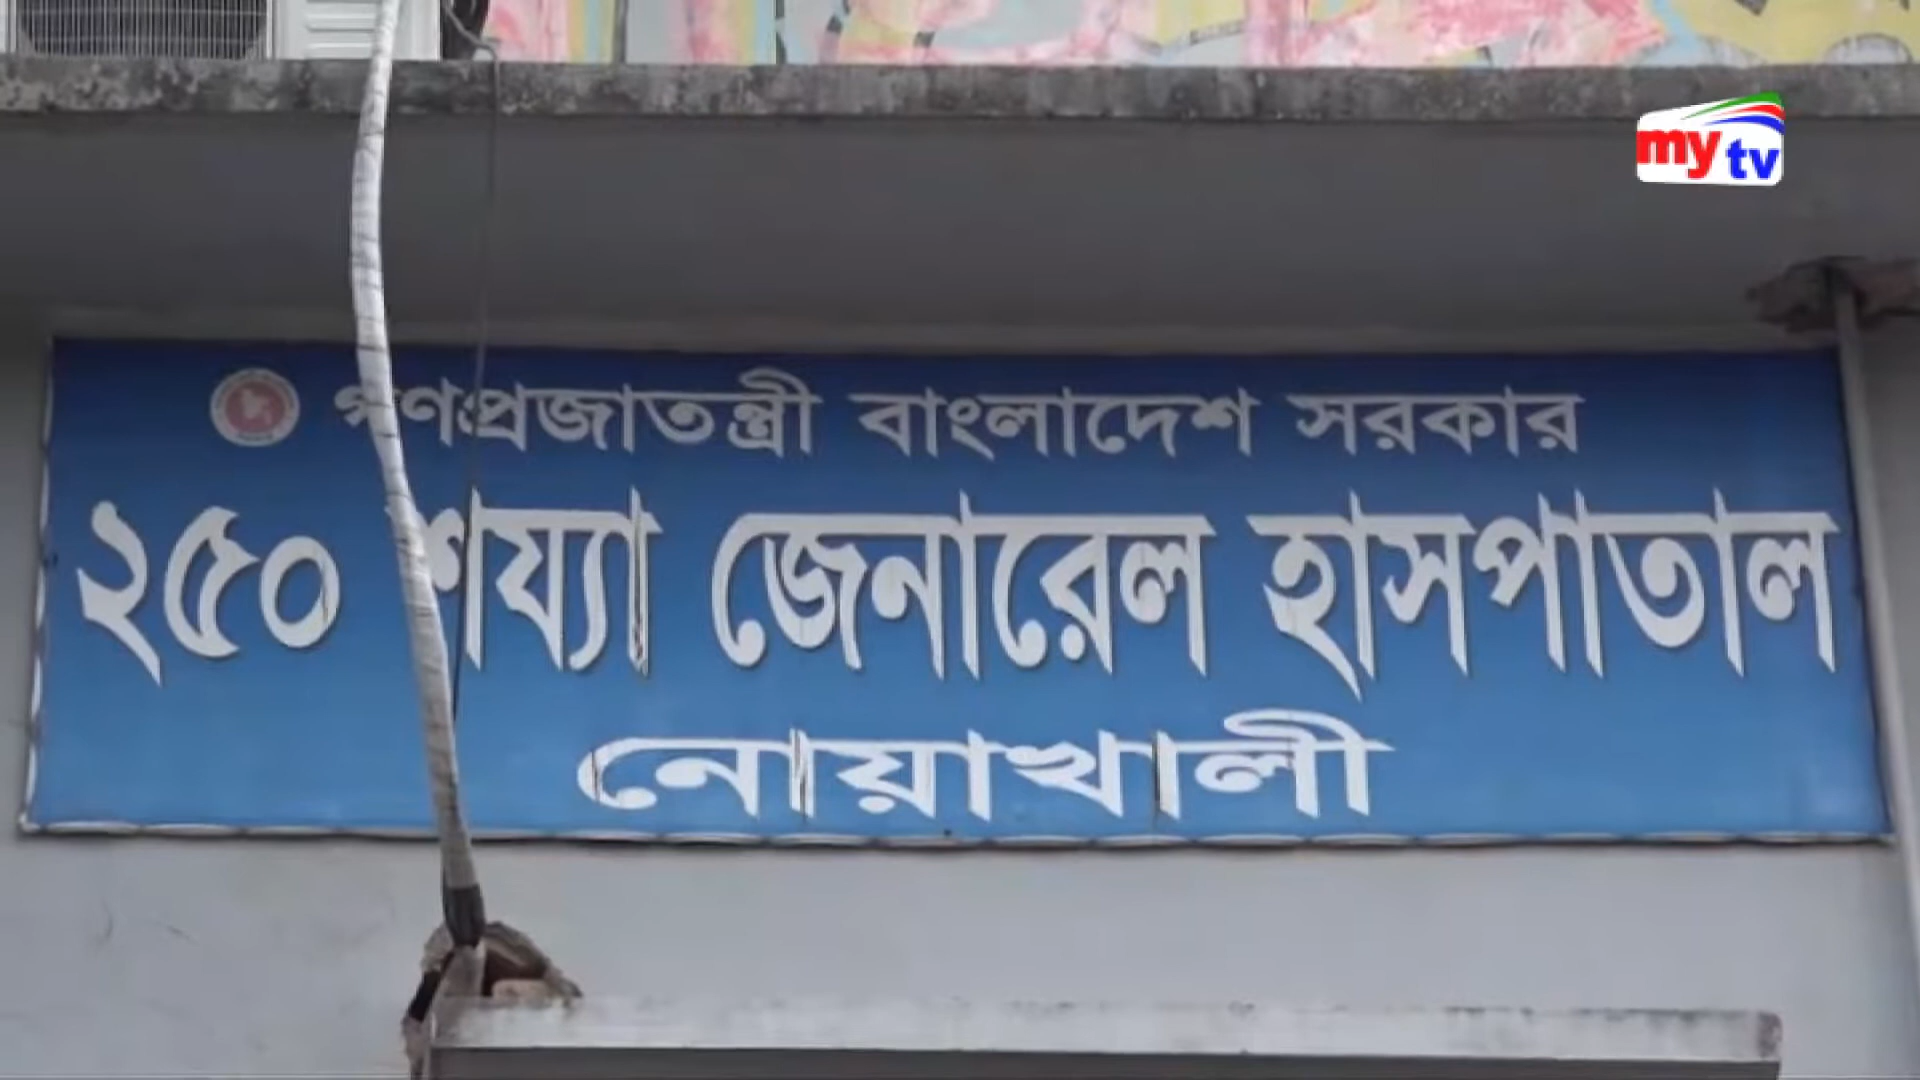 my tv
গণপ্রজাতন্ত্রী বাংলাদেশ সরকার
২৫০ শয্যা জেনারেল হাসপাতাল
নোয়াখালী